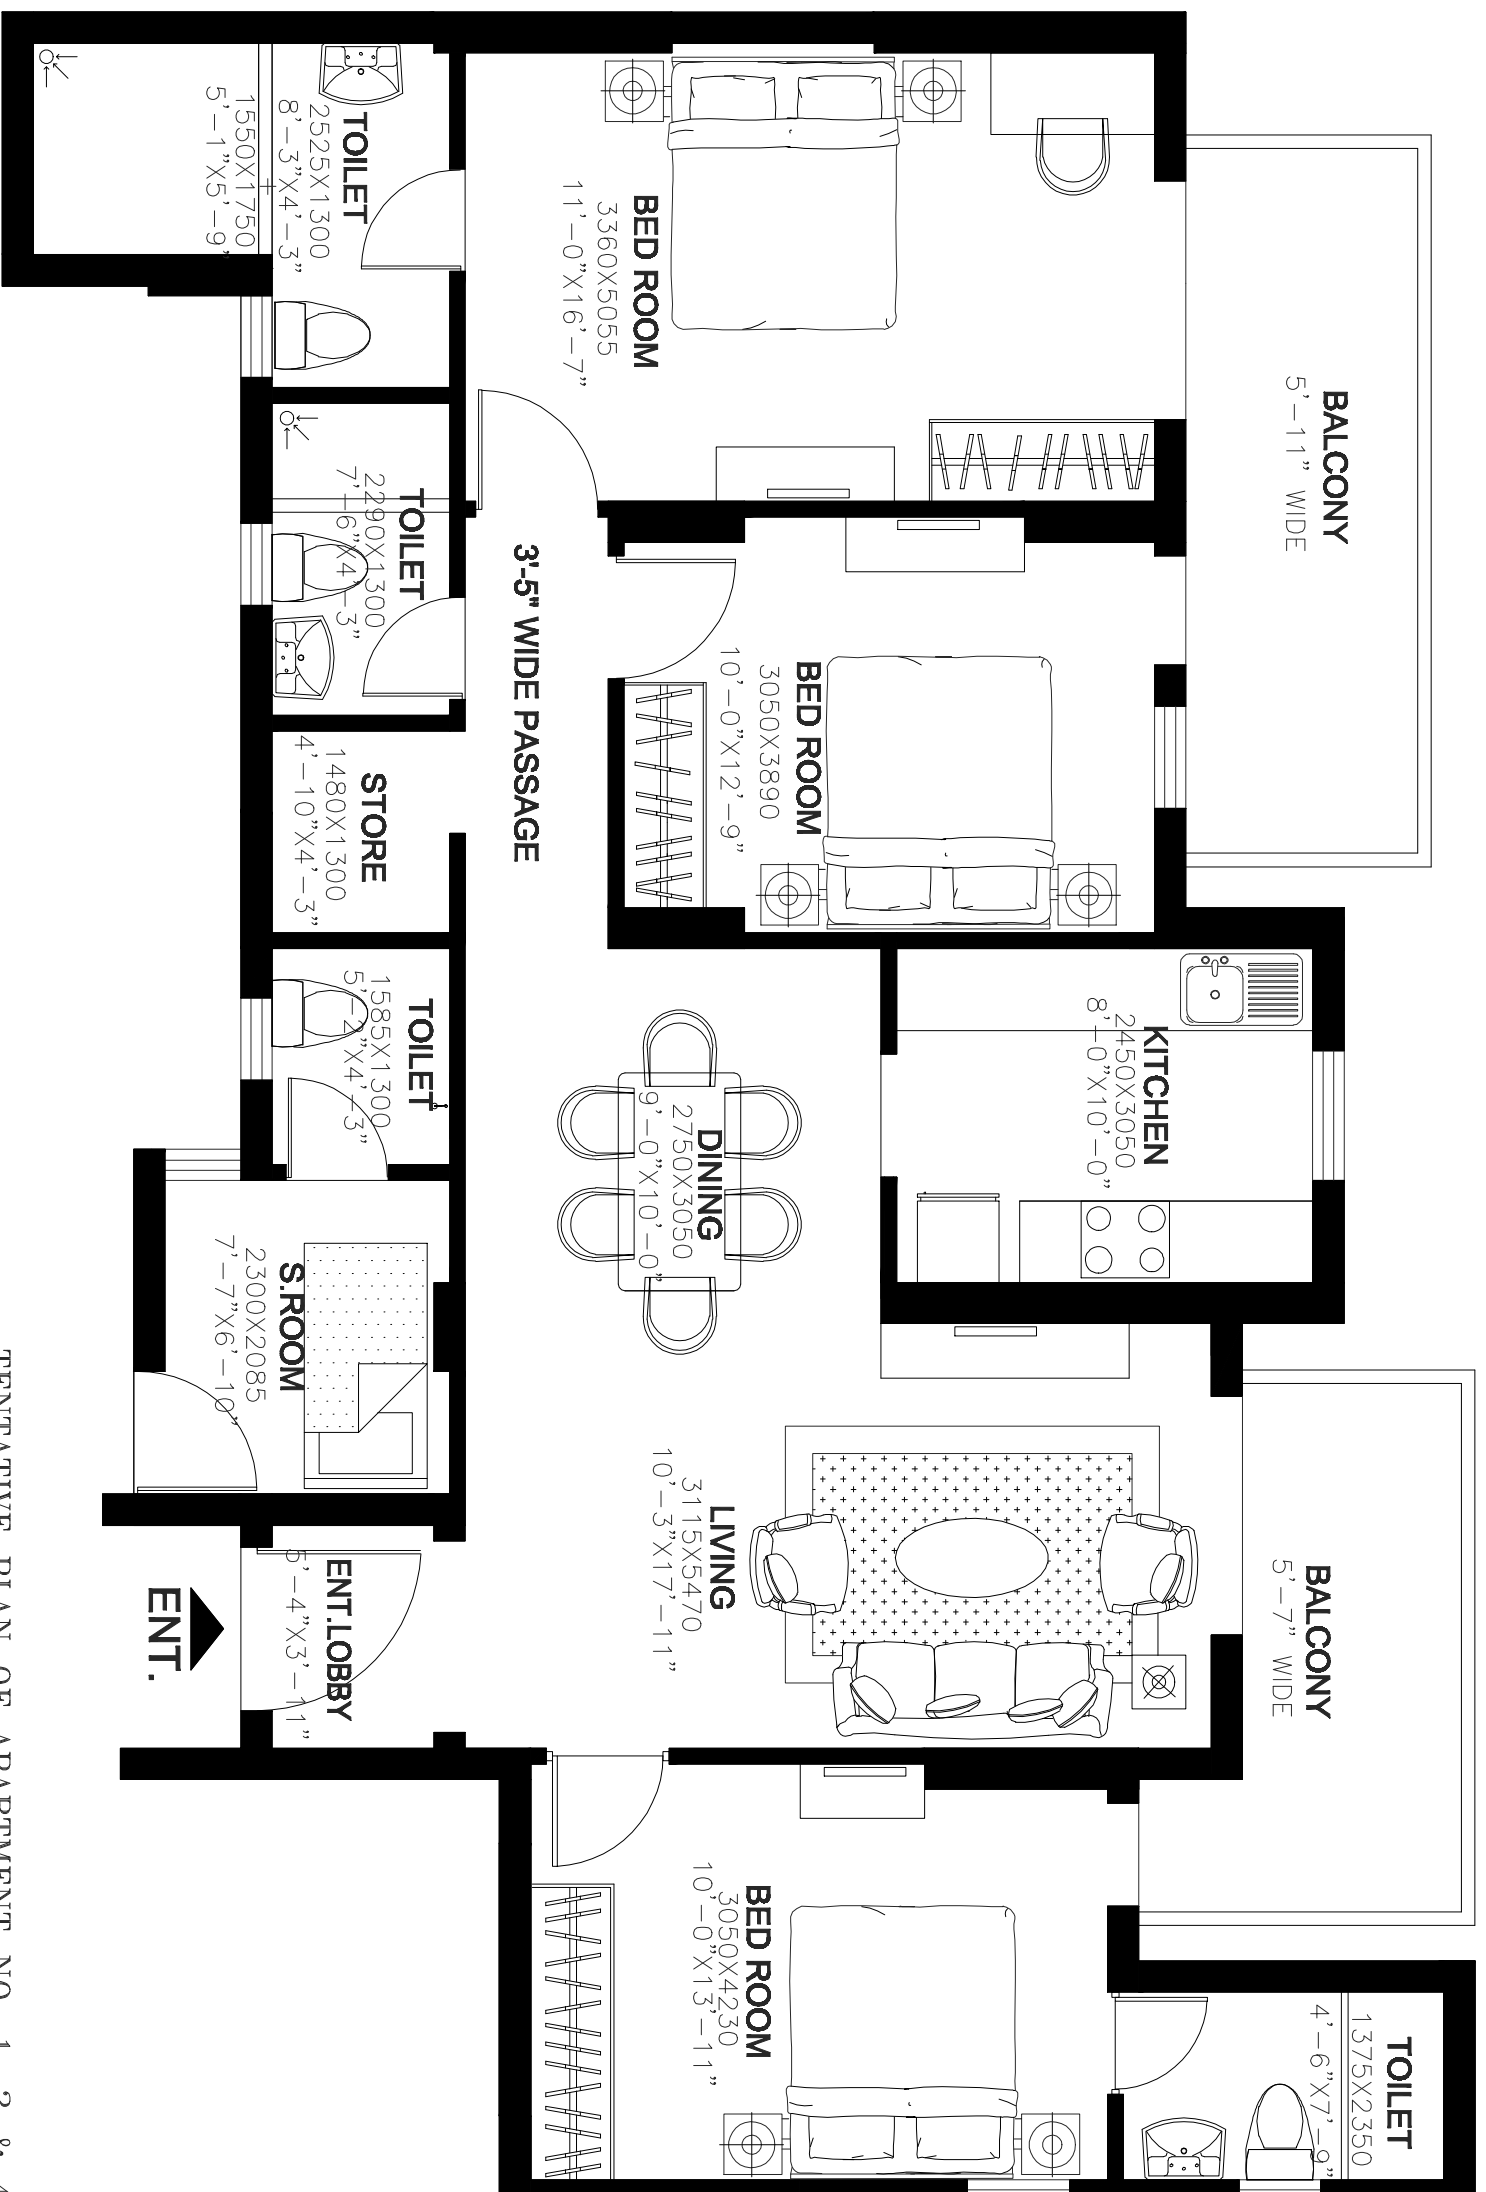 BALCONY
5'-11" WIDE
BALCONY
5'-7" WIDE
TOILET
1375X2350
4'-6"X7'-9"
KITCHEN
2450X3050
8'-0"X10'-0"
BED ROOM
3050X3890
10'-0"X12'-9"
BED ROOM
3360X5055
11'-0"X16'-7"
DINING
2750X3050
9'-0"X10'-0"
LIVING
3115X5470
10'-3"X17'-11"
BED ROOM
3050X4230
10'-0"X13'-11"
3'-5" WIDE PASSAGE
TOILET
2525X1300
8'-3"X4'-3"
1550X1750
5'-1"X5'-9"
TOILET
2290X1300
7'-6"X4'-3"
STORE
1480X1300
4'-10"X4'-3"
TOILET
1585X1300
5'-2"X4'-3"
S.ROOM
2300X2085
7'-7"X6'-10"
ENT.LOBBY
5'-4"X3'-11"
ENT.
TENTATIVE PLAN OF APARTMENT NO